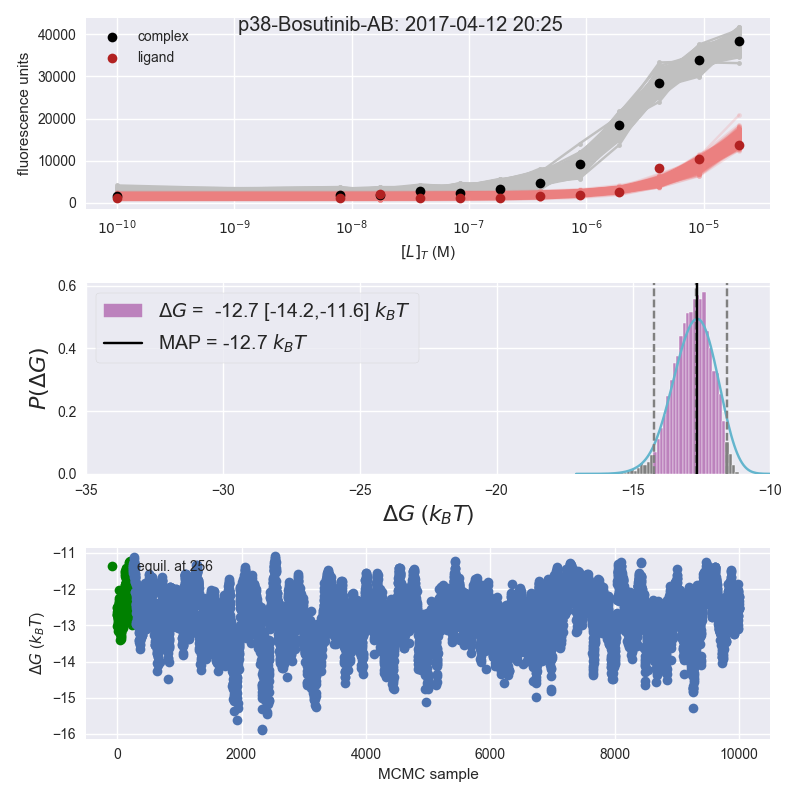 p38-Bosutinib-AB: 2017-04-12 20:25
complex
ligand
fluorescence units
40000
30000
20000
10000
0
10⁻¹⁰ 10⁻⁹ 10⁻⁸ 10⁻⁷ 10⁻⁶ 10⁻⁵
[L]_T (M)
ΔG = -12.7 [-14.2,-11.6] k_BT
MAP = -12.7 k_BT
P(ΔG)
0.6
0.4
0.2
0.0
−35 −30 −25 −20 −15 −10
ΔG (k_BT)
equil. at 256
ΔG (k_BT)
−11
−12
−13
−14
−15
−16
0 2000 4000 6000 8000 10000
MCMC sample